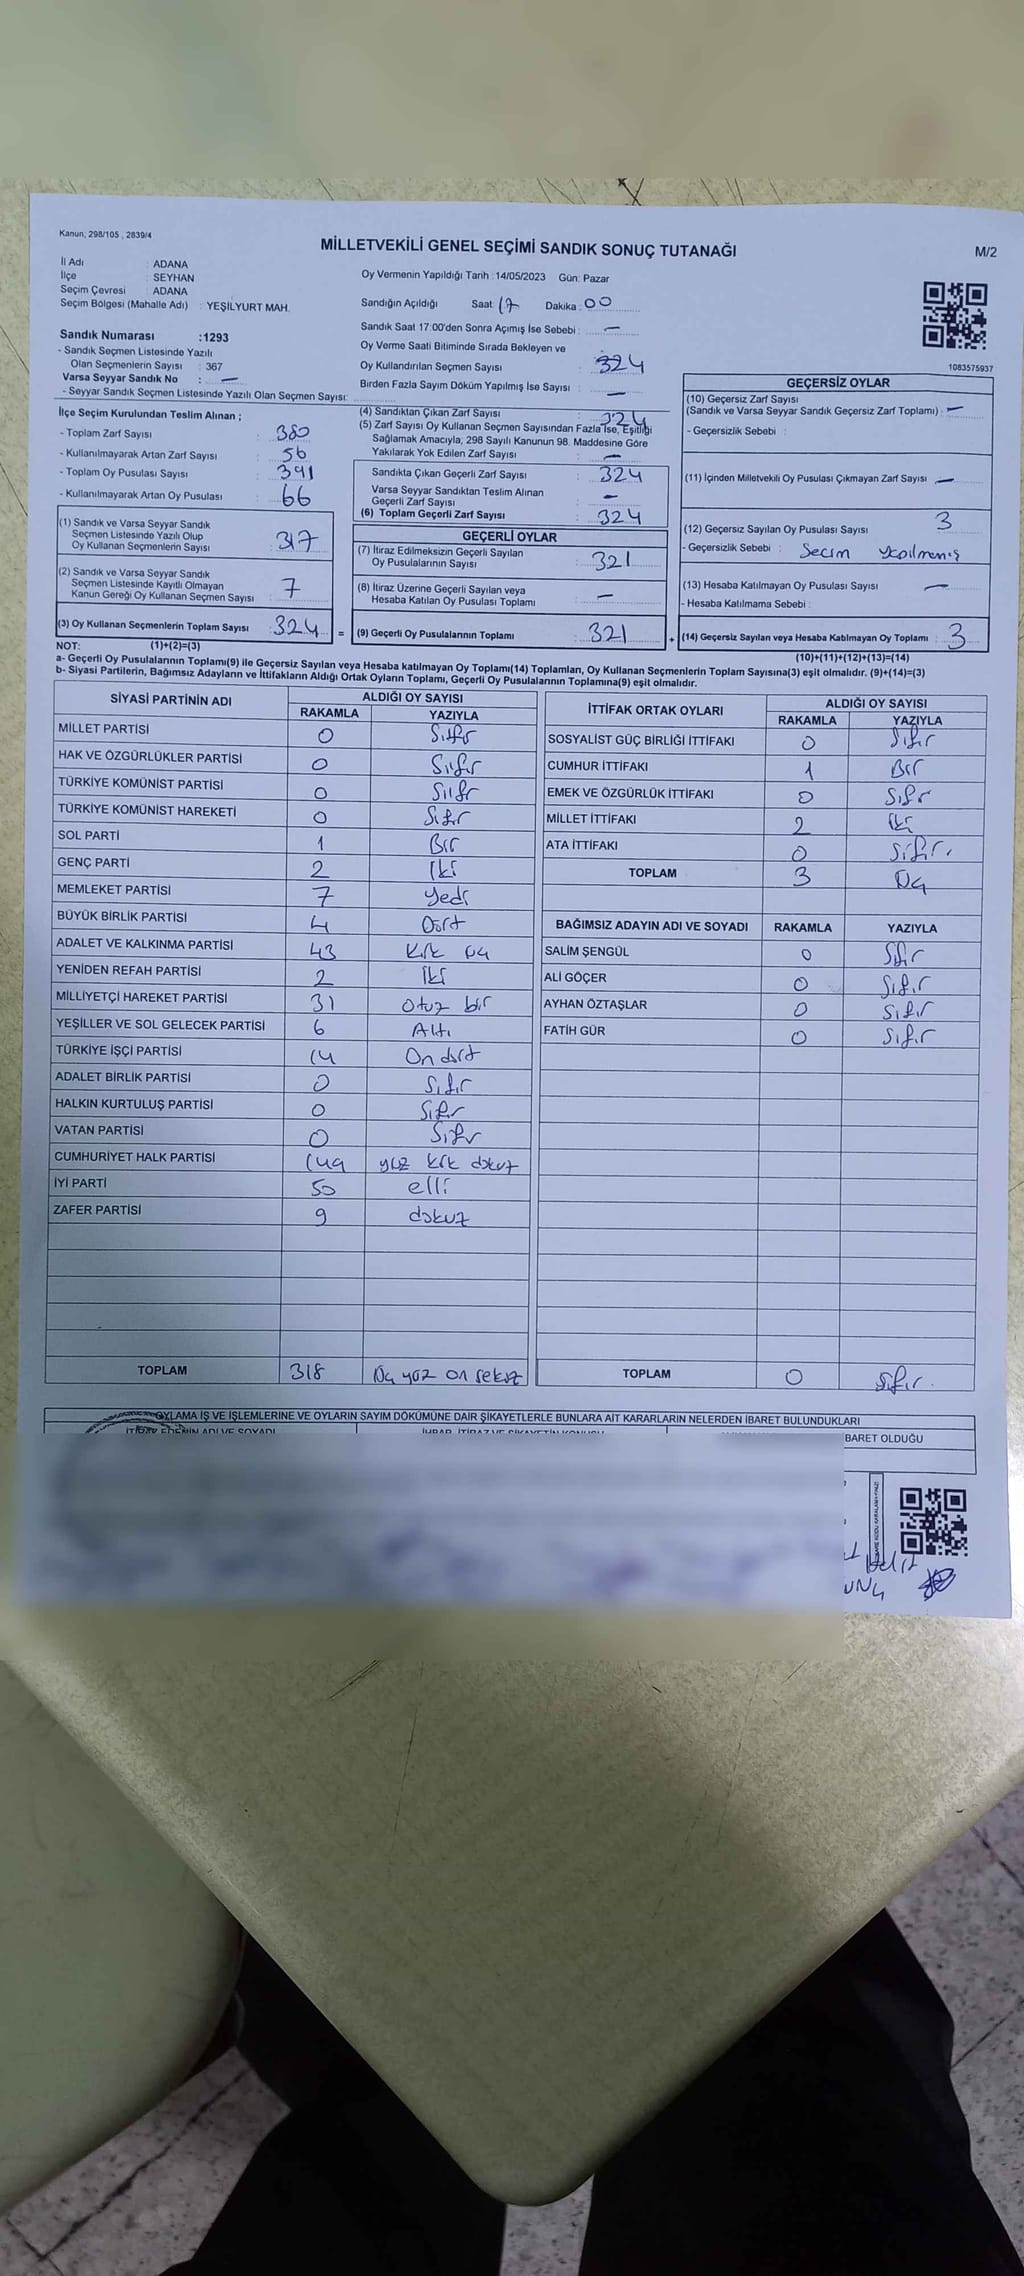 Kanun, 298/105 , 2839/4
MİLLETVEKİLİ GENEL SEÇİMİ SANDIK SONUÇ TUTANAĞI
M/2
İl Adı : ADANA
İlçe : SEYHAN
Seçim Çevresi : ADANA
Seçim Bölgesi (Mahalle Adı) : YEŞİLYURT MAH.
Sandık Numarası :1293
- Sandık Seçmen Listesinde Yazılı
Olan Seçmenlerin Sayısı : 367
Varsa Seyyar Sandık No : —
- Seyyar Sandık Seçmen Listesinde Yazılı Olan Seçmen Sayısı:
Oy Vermenin Yapıldığı Tarih :14/05/2023 Gün: Pazar
Sandığın Açıldığı Saat: 17 Dakika : 00
Sandık Saat 17:00'den Sonra Açımış İse Sebebi : —
Oy Verme Saati Bitiminde Sırada Bekleyen ve
Oy Kullandırılan Seçmen Sayısı : 324
Birden Fazla Sayım Döküm Yapılmış İse Sayısı : —
1083575937
İlçe Seçim Kurulundan Teslim Alınan ;
- Toplam Zarf Sayısı : 380
- Kullanılmayarak Artan Zarf Sayısı : 56
- Toplam Oy Pusulası Sayısı : 391
- Kullanılmayarak Artan Oy Pusulası : 66
(1) Sandık ve Varsa Seyyar Sandık
Seçmen Listesinde Yazılı Olup
Oy Kullanan Seçmenlerin Sayısı : 317
(2) Sandık ve Varsa Seyyar Sandık
Seçmen Listesinde Kayıtlı Olmayan
Kanun Gereği Oy Kullanan Seçmen Sayısı : 7
(3) Oy Kullanan Seçmenlerin Toplam Sayısı : 324 =
(4) Sandıktan Çıkan Zarf Sayısı : 324
(5) Zarf Sayısı Oy Kullanan Seçmen Sayısından Fazla İse, Eşitliği
Sağlamak Amacıyla; 298 Sayılı Kanunun 98. Maddesine Göre
Yakılarak Yok Edilen Zarf Sayısı : —
Sandıkta Çıkan Geçerli Zarf Sayısı : 324
Varsa Seyyar Sandıktan Teslim Alınan
Geçerli Zarf Sayısı : —
(6) Toplam Geçerli Zarf Sayısı : 324
GEÇERLİ OYLAR
(7) İtiraz Edilmeksizin Geçerli Sayılan
Oy Pusulalarının Sayısı : 321
(8) İtiraz Üzerine Geçerli Sayılan veya
Hesaba Katılan Oy Pusulası Toplamı : —
(9) Geçerli Oy Pusulalarının Toplamı : 321 +
GEÇERSİZ OYLAR
(10) Geçersiz Zarf Sayısı
(Sandık ve Varsa Seyyar Sandık Geçersiz Zarf Toplamı) : —
- Geçersizlik Sebebi :
(11) İçinden Milletvekili Oy Pusulası Çıkmayan Zarf Sayısı : —
(12) Geçersiz Sayılan Oy Pusulası Sayısı : 3
- Geçersizlik Sebebi : Secim yapılmamış
(13) Hesaba Katılmayan Oy Pusulası Sayısı : —
- Hesaba Katılmama Sebebi :
(14) Geçersiz Sayılan veya Hesaba Katılmayan Oy Toplamı : 3
NOT: (1)+(2)=(3)
(10)+(11)+(12)+(13)=(14)
a- Geçerli Oy Pusulalarının Toplamı(9) ile Geçersiz Sayılan veya Hesaba katılmayan Oy Toplamı(14) Toplamları, Oy Kullanan Seçmenlerin Toplam Sayısına(3) eşit olmalıdır. (9)+(14)=(3)
b- Siyasi Partilerin, Bağımsız Adayların ve İttifakların Aldığı Ortak Oyların Toplamı, Geçerli Oy Pusulalarının Toplamına(9) eşit olmalıdır.
SİYASİ PARTİNİN ADI ALDIĞI OY SAYISI
RAKAMLA YAZIYLA
MİLLET PARTİSİ 0 Sıfır
HAK VE ÖZGÜRLÜKLER PARTİSİ 0 Sıfır
TÜRKİYE KOMÜNİST PARTİSİ 0 Sıfır
TÜRKİYE KOMÜNİST HAREKETİ 0 Sıfır
SOL PARTİ 1 Bir
GENÇ PARTİ 2 İki
MEMLEKET PARTİSİ 7 Yedi
BÜYÜK BİRLİK PARTİSİ 4 Dört
ADALET VE KALKINMA PARTİSİ 43 Kırk üç
YENİDEN REFAH PARTİSİ 2 İki
MİLLİYETÇİ HAREKET PARTİSİ 31 Otuz bir
YEŞİLLER VE SOL GELECEK PARTİSİ 6 Altı
TÜRKİYE İŞÇİ PARTİSİ 14 On dört
ADALET BİRLİK PARTİSİ 0 Sıfır
HALKIN KURTULUŞ PARTİSİ 0 Sıfır
VATAN PARTİSİ 0 Sıfır
CUMHURİYET HALK PARTİSİ 149 yüz kırk dokuz
İYİ PARTİ 50 elli
ZAFER PARTİSİ 9 dokuz
TOPLAM 318 Üç yüz on sekiz
İTTİFAK ORTAK OYLARI ALDIĞI OY SAYISI
RAKAMLA YAZIYLA
SOSYALİST GÜÇ BİRLİĞİ İTTİFAKI 0 Sıfır
CUMHUR İTTİFAKI 1 Bir
EMEK VE ÖZGÜRLÜK İTTİFAKI 0 Sıfır
MİLLET İTTİFAKI 2 İki
ATA İTTİFAKI 0 Sıfır.
TOPLAM 3 Üç
BAĞIMSIZ ADAYIN ADI VE SOYADI RAKAMLA YAZIYLA
SALİM ŞENGÜL 0 Sıfır
ALİ GÖÇER 0 Sıfır
AYHAN ÖZTAŞLAR 0 Sıfır
FATİH GÜR 0 Sıfır
TOPLAM 0 Sıfır.
OYLAMA İŞ VE İŞLEMLERİNE VE OYLARIN SAYIM DÖKÜMÜNE DAİR ŞİKAYETLERLE BUNLARA AİT KARARLARIN NELERDEN İBARET BULUNDUKLARI
İTİRAZ EDENİN ADI VE SOYADI İHBAR, İTİRAZ VE ŞİKAYETİN KONUSU BARET OLDUĞU